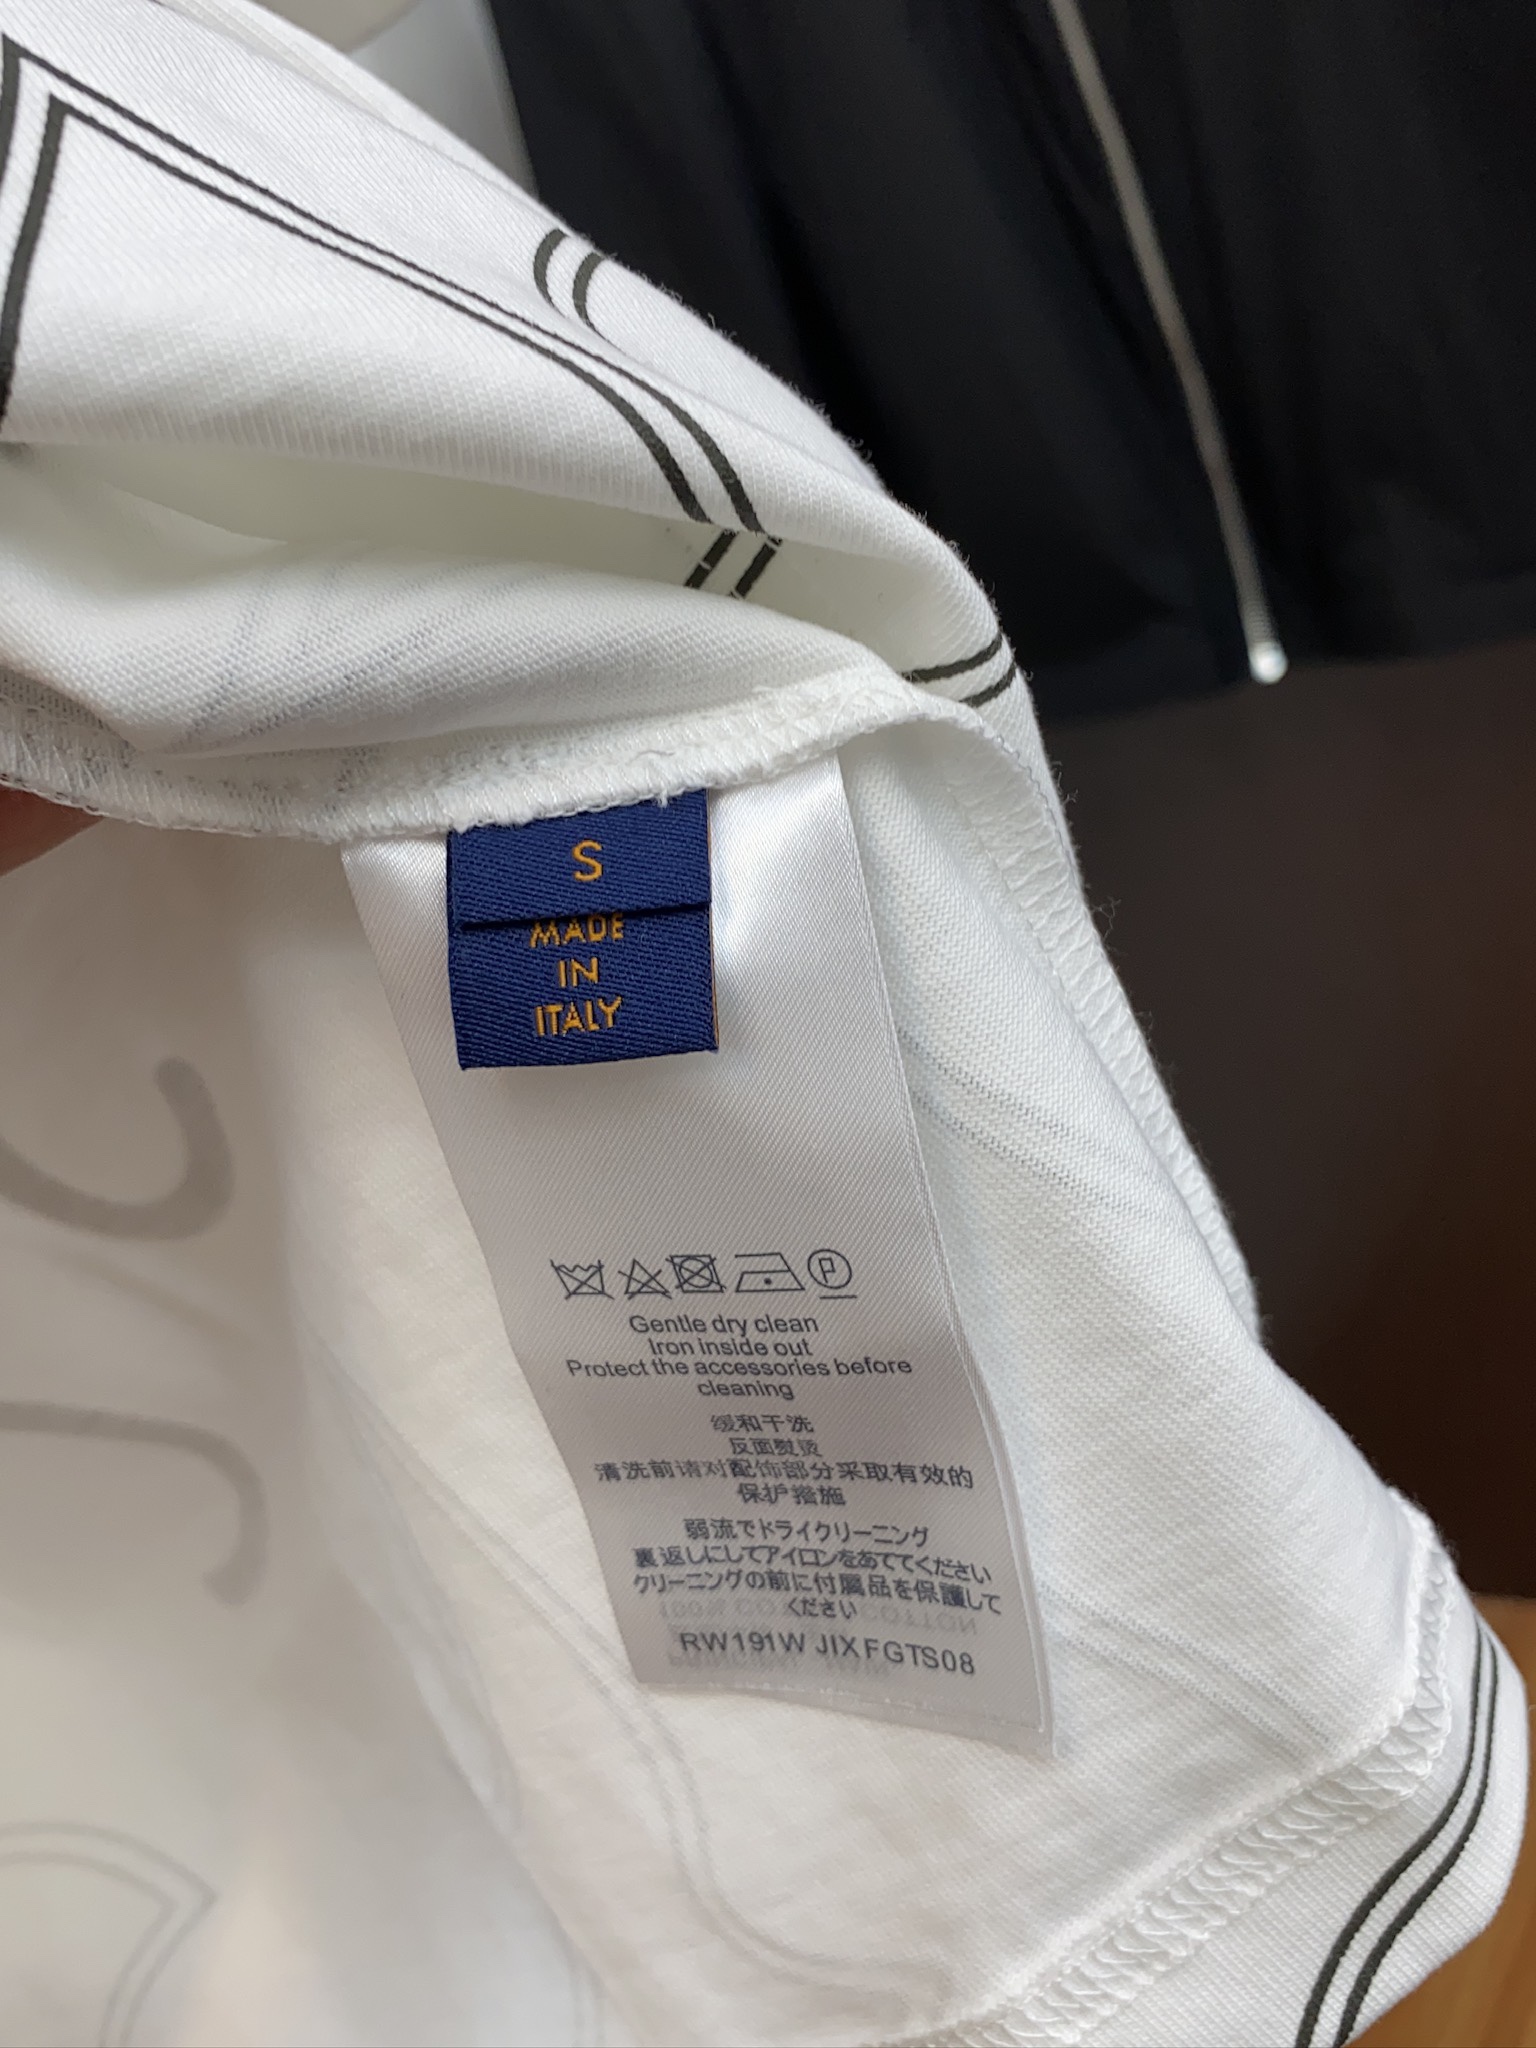 S
MADE
IN
ITALY
P
Gentle dry clean
Iron inside out
Protect the accessories before
cleaning
缓和干洗
反面熨烫
清洗前请对配饰部分采取有效的
保护措施
弱流でドライクリーニング
裏返しにしてアイロンをあててください
クリーニングの前に付属品を保護して
ください
RW191W JIX FGTS08